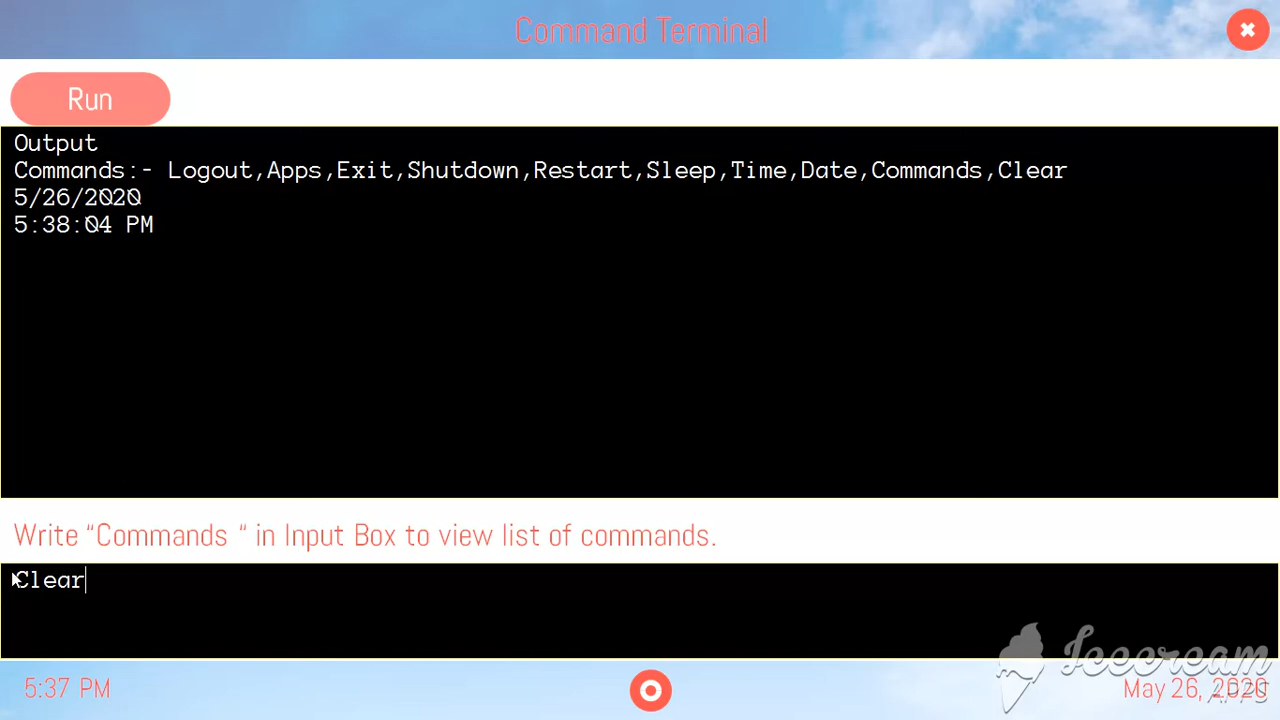 Command Terminal
Run
Output
Commands:- Logout,Apps,Exit,Shutdown,Restart,Sleep,Time,Date,Commands,Clear
5/26/2020
5:38:04 PM
Write “Commands “ in Input Box to view list of commands.
Clear
Icecream
APPS
5:37 PM
May 26, 2020